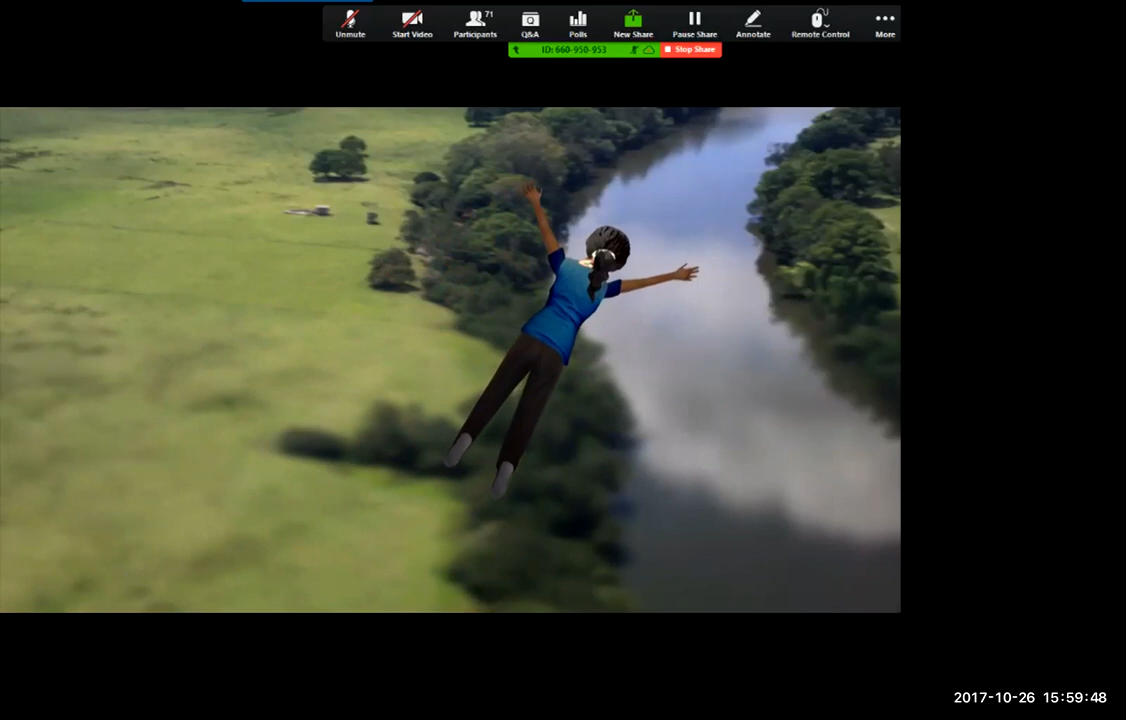 Unmute Start Video Participants 71 Q&A Polls New Share Pause Share Annotate Remote Control More
ID: 660-950-953 Stop Share
2017-10-26 15:59:48